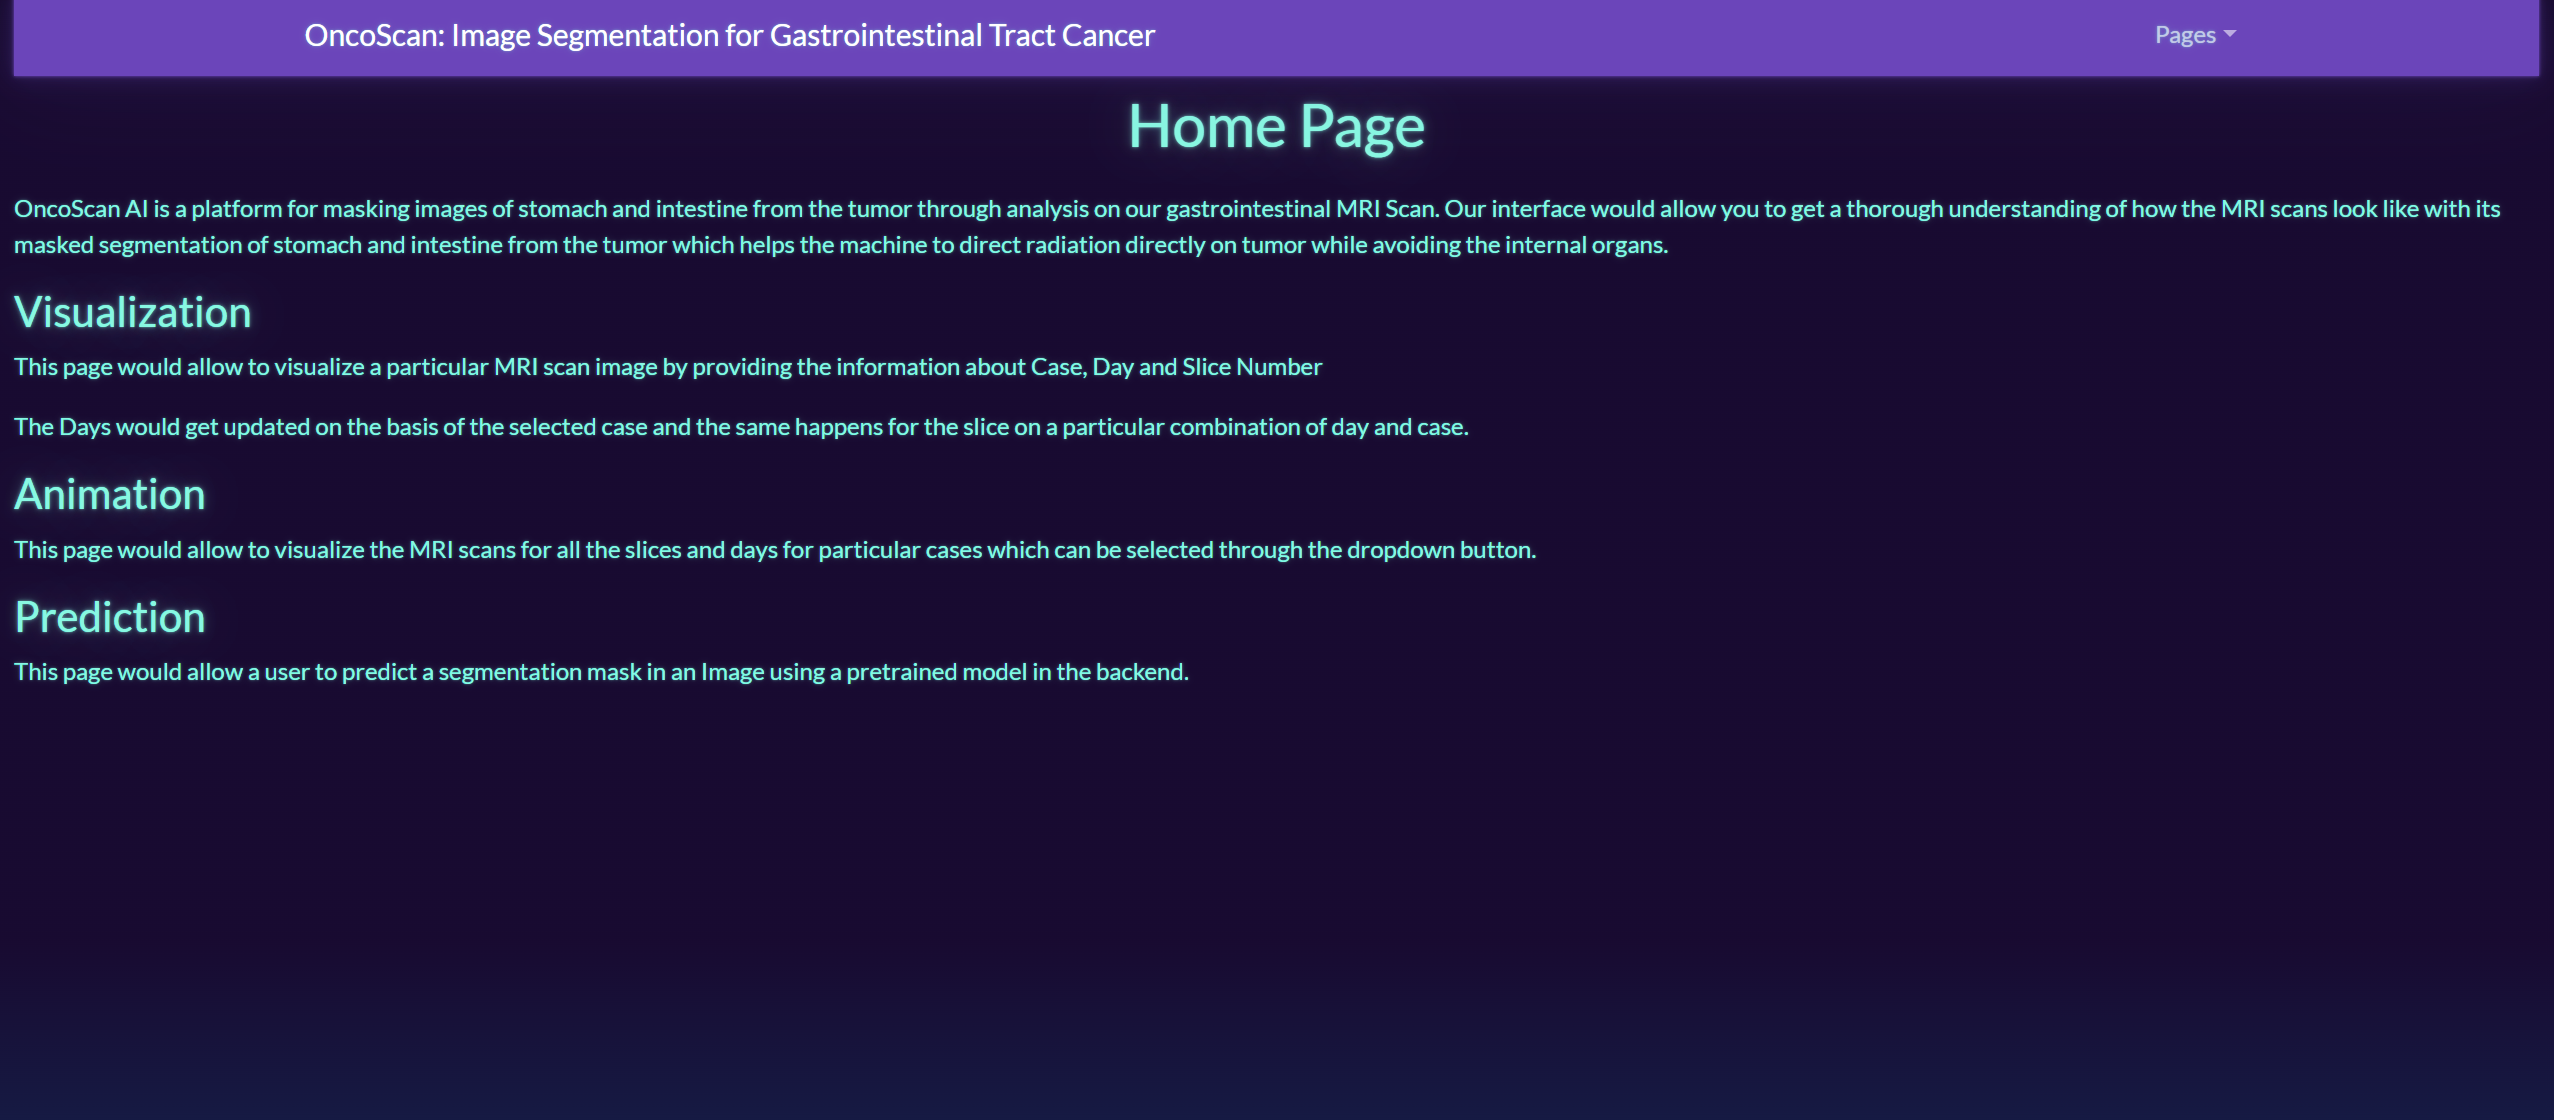 OncoScan: Image Segmentation for Gastrointestinal Tract Cancer
Pages
Home Page
OncoScan AI is a platform for masking images of stomach and intestine from the tumor through analysis on our gastrointestinal MRI Scan. Our interface would allow you to get a thorough understanding of how the MRI scans look like with its
masked segmentation of stomach and intestine from the tumor which helps the machine to direct radiation directly on tumor while avoiding the internal organs.
Visualization
This page would allow to visualize a particular MRI scan image by providing the information about Case, Day and Slice Number
The Days would get updated on the basis of the selected case and the same happens for the slice on a particular combination of day and case.
Animation
This page would allow to visualize the MRI scans for all the slices and days for particular cases which can be selected through the dropdown button.
Prediction
This page would allow a user to predict a segmentation mask in an Image using a pretrained model in the backend.